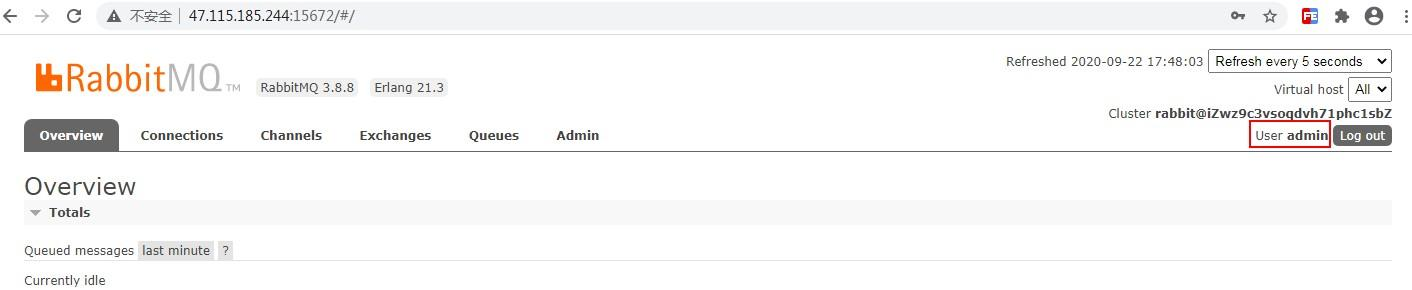 不安全 47.115.185.244:15672/#/
Refreshed 2020-09-22 17:48:03 Refresh every 5 seconds
RabbitMQ TM RabbitMQ 3.8.8 Erlang 21.3
Virtual host All
Cluster rabbit@iZwz9c3vsoqdvh71phc1sbZ
Overview Connections Channels Exchanges Queues Admin
User admin Log out
Overview
Totals
Queued messages last minute ?
Currently idle